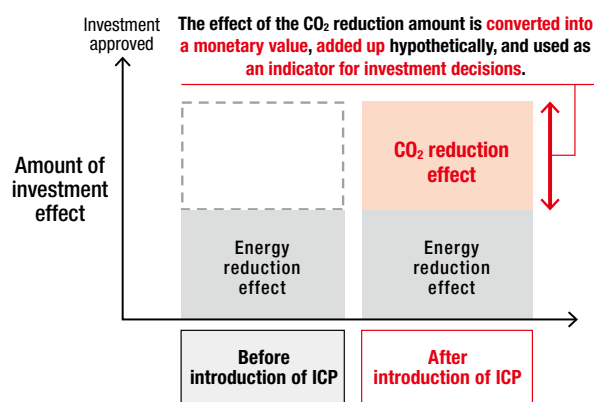 Investment
approved
The effect of the CO₂ reduction amount is converted into
a monetary value, added up hypothetically, and used as
an indicator for investment decisions.
Amount of
investment
effect
CO₂ reduction
effect
Energy
reduction
effect
Energy
reduction
effect
Before
introduction of ICP
After
introduction of ICP